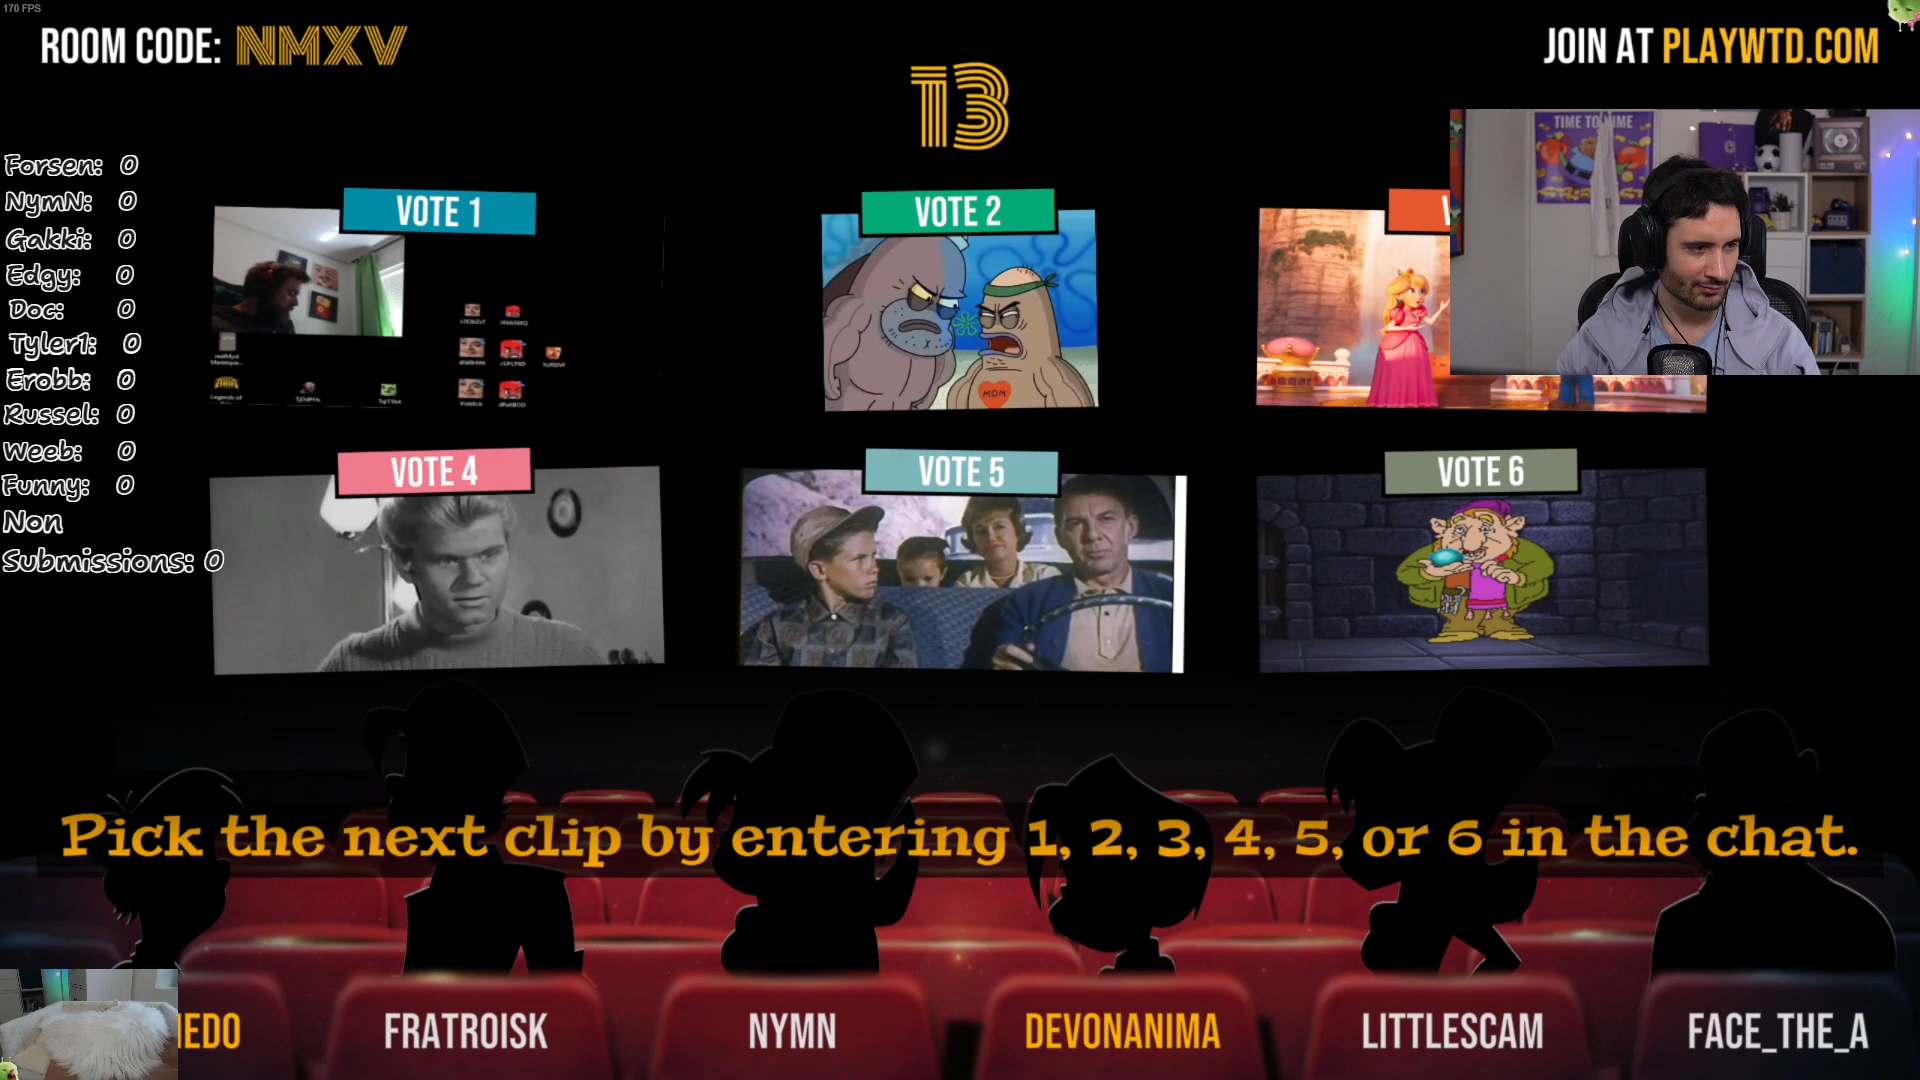 170 FPS
ROOM CODE: NMXV
JOIN AT PLAYWTD.COM
13
TIME TO
Forsen: 0
NymN: 0
Gakki: 0
Edgy: 0
Doc: 0
Tyler1: 0
Erobb: 0
Russel: 0
Weeb: 0
Funny: 0
Non
Submissions: 0
VOTE 1
VOTE 2
MOM
VOTE 4
VOTE 5
VOTE 6
Pick the next clip by entering 1, 2, 3, 4, 5, or 6 in the chat.
IEDO
FRATROISK
NYMN
DEVONANIMA
LITTLESCAM
FACE_THE_A